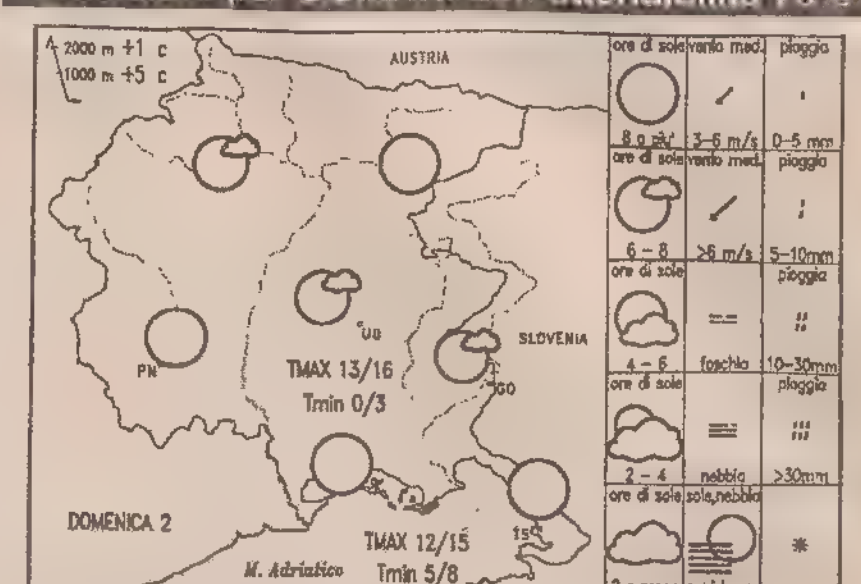 2000 m +1 c
1000 m +5 c
AUSTRIA
UD
SLOVENIA
PN
TMAX 13/16
Tmin 0/3
GO
DOMENICA 2
TS
TMAX 12/15
M. Adriatico
Tmin 5/8
ore di sole vento med. pioggia
8 o più 3-6 m/s 0-5 mm
ore di sole vento med. pioggia
6 - 8 >6 m/s 5-10mm
ore di sole pioggia
4 - 6 foschia 10-30mm
ore di sole pioggia
2 - 4 nebbia >30mm
ore di sole sole,nebbia